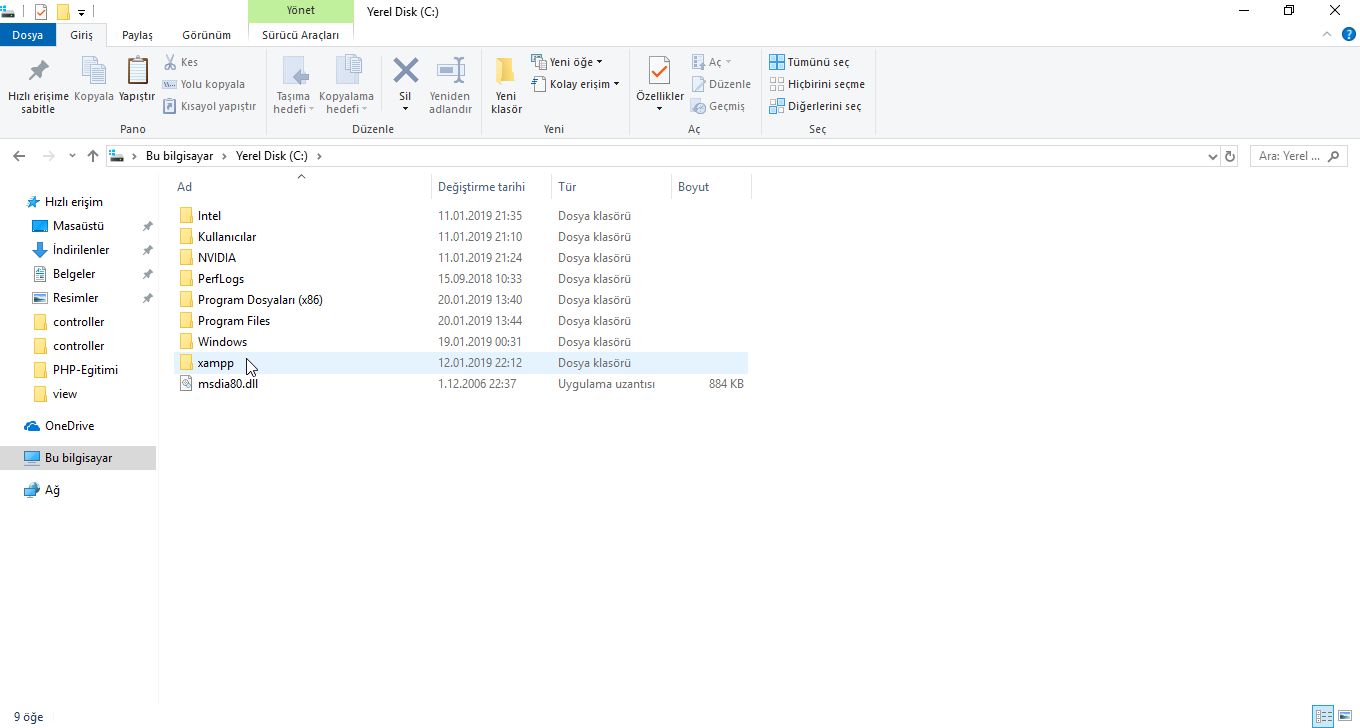 Yönet
Yerel Disk (C:)
Dosya Giriş Paylaş Görünüm Sürücü Araçları
Hızlı erişime sabitle
Kopyala
Yapıştır
Kes
Yolu kopyala
Kısayol yapıştır
Pano
Taşıma hedefi
Kopyalama hedefi
Sil
Yeniden adlandır
Düzenle
Yeni klasör
Yeni öğe
Kolay erişim
Yeni
Özellikler
Aç
Düzenle
Geçmiş
Aç
Tümünü seç
Hiçbirini seçme
Diğerlerini seç
Seç
Bu bilgisayar Yerel Disk (C:)
Ara: Yerel ...
Hızlı erişim
Masaüstü
İndirilenler
Belgeler
Resimler
controller
controller
PHP-Egitimi
view
OneDrive
Bu bilgisayar
Ağ
Ad Değiştirme tarihi Tür Boyut
Intel 11.01.2019 21:35 Dosya klasörü
Kullanıcılar 11.01.2019 21:10 Dosya klasörü
NVIDIA 11.01.2019 21:24 Dosya klasörü
PerfLogs 15.09.2018 10:33 Dosya klasörü
Program Dosyaları (x86) 20.01.2019 13:40 Dosya klasörü
Program Files 20.01.2019 13:44 Dosya klasörü
Windows 19.01.2019 00:31 Dosya klasörü
xampp 12.01.2019 22:12 Dosya klasörü
msdia80.dll 1.12.2006 22:37 Uygulama uzantısı 884 KB
9 öğe